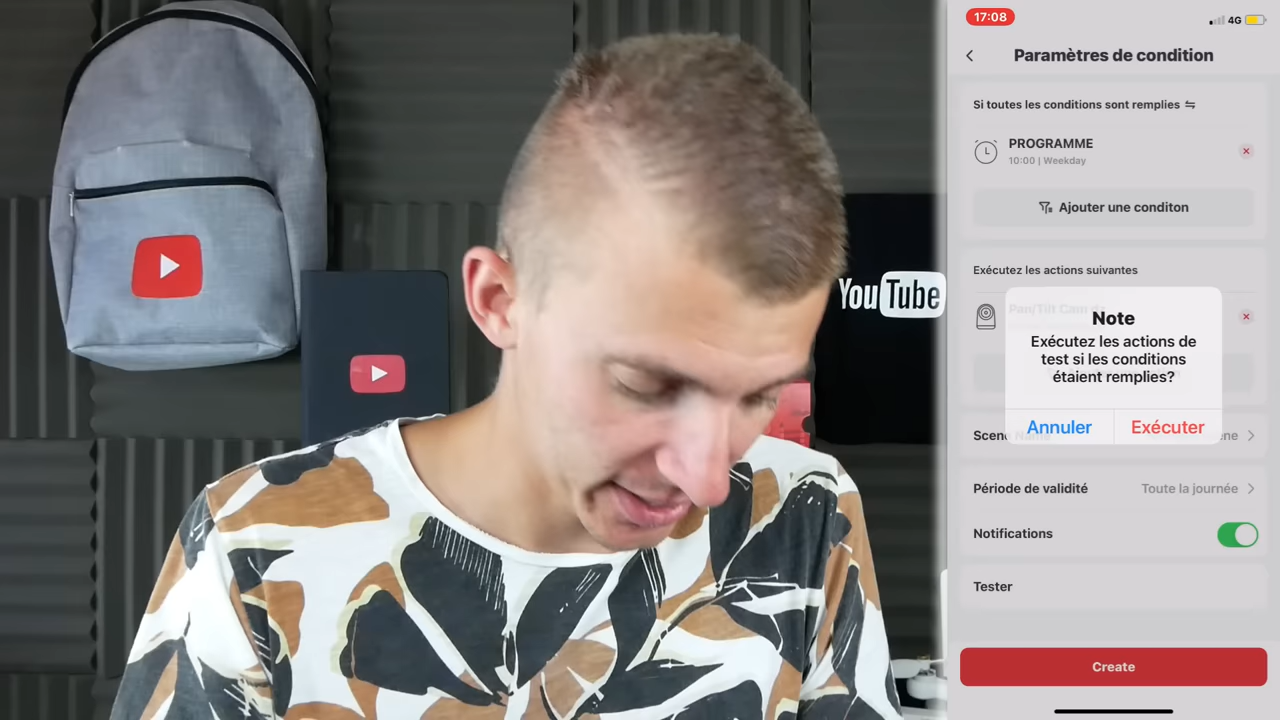 YouTube
17:08
4G
Paramètres de condition
Si toutes les conditions sont remplies
PROGRAMME
10:00 | Weekday
Ajouter une conditon
Exécutez les actions suivantes
Pan/Tilt
Note
Exécutez les actions de
test si les conditions
étaient remplies?
Annuler
Exécuter
Période de validité
Toute la journée
Notifications
Tester
Create